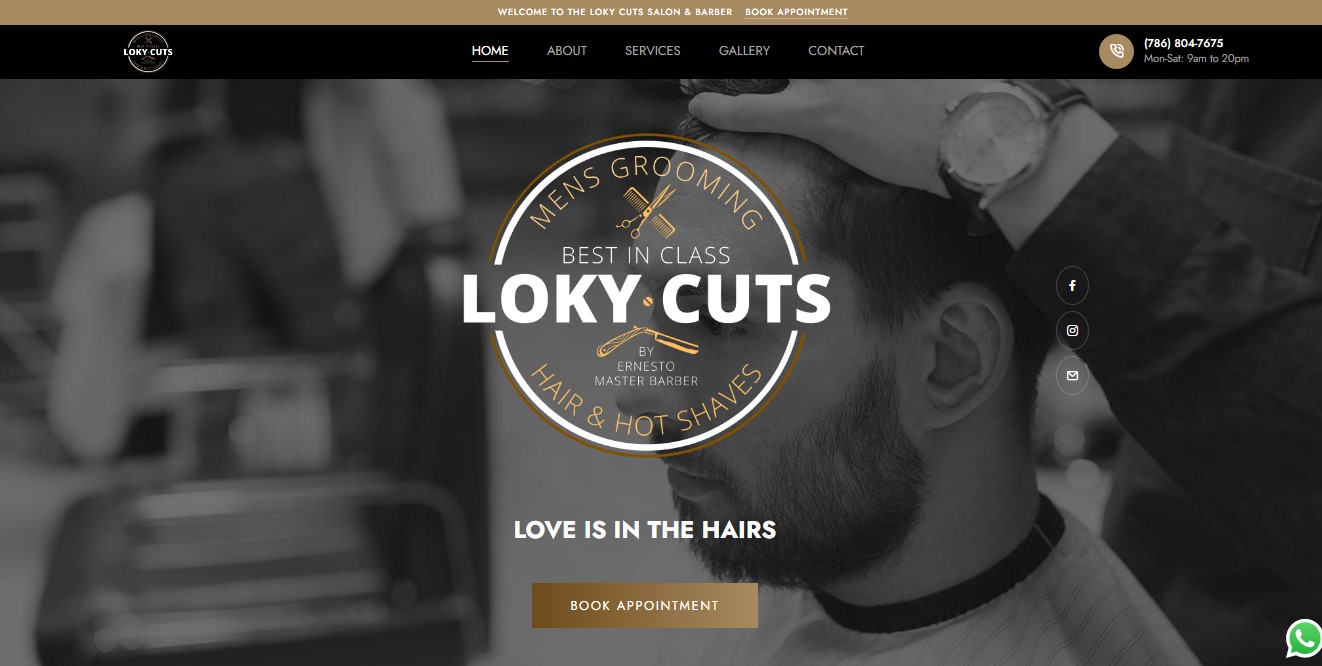 WELCOME TO THE LOKY CUTS SALON & BARBER BOOK APPOINTMENT
LOKY CUTS
HOME ABOUT SERVICES GALLERY CONTACT
(786) 804-7675
Mon-Sat: 9am to 20pm
MENS GROOMING
BEST IN CLASS
LOKY CUTS
BY
ERNESTO
MASTER BARBER
HAIR & HOT SHAVES
LOVE IS IN THE HAIRS
BOOK APPOINTMENT